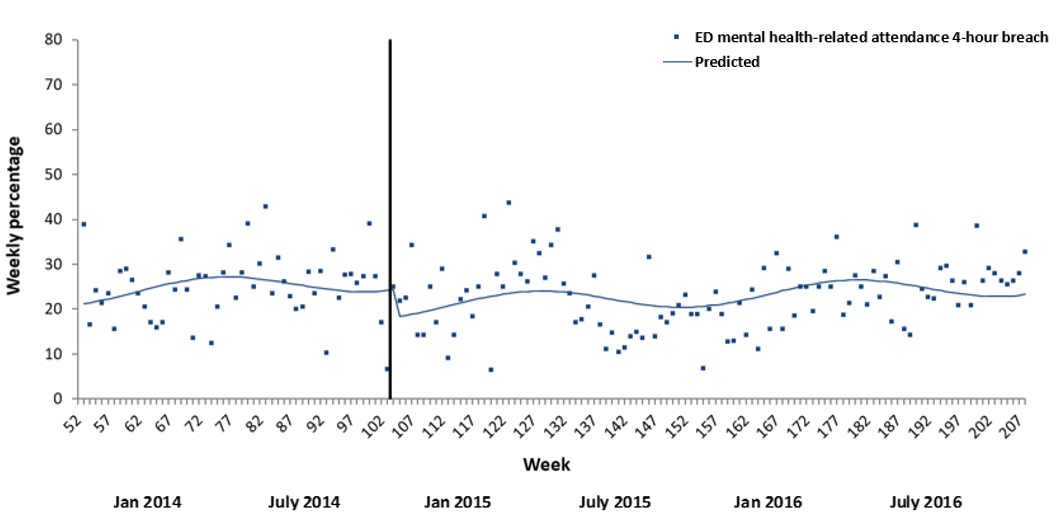 ED mental health-related attendance 4-hour breach
Predicted
Weekly percentage
80
70
60
50
40
30
20
10
0
52 57 62 67 72 77 82 87 92 97 102 107 112 117 122 127 132 137 142 147 152 157 162 167 172 177 182 187 192 197 202 207
Week
Jan 2014 July 2014 Jan 2015 July 2015 Jan 2016 July 2016